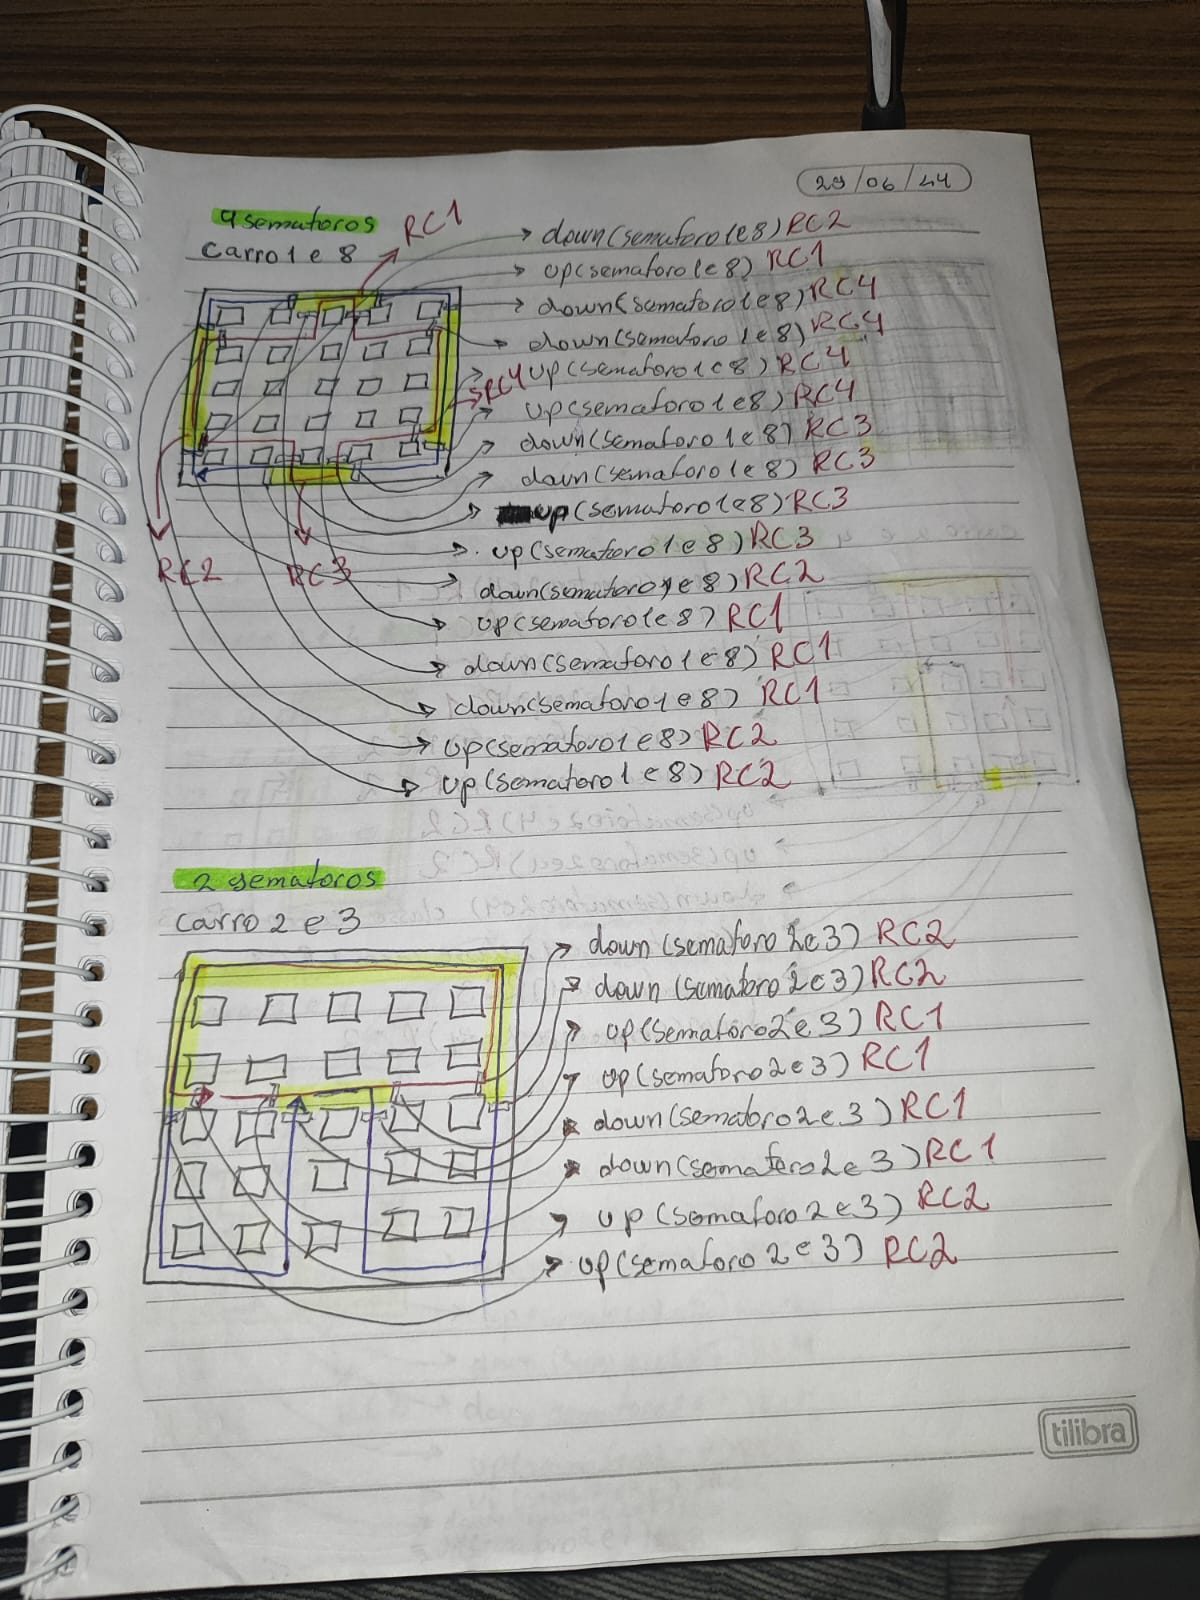 29/06/24
4 semaforos
RC1
Carro 1 e 8
down(semaforo 1e8) RC2
up(semaforo 1e8) RC1
down(semaforo 1e8) RC4
down(semaforo 1e8) RC4
up(semaforo 1e8) RC4
RC4
up(semaforo 1e8) RC4
down(semaforo 1e8) RC3
down(semaforo 1e8) RC3
up(semaforo 1e8) RC3
up(semaforo 1e8) RC3
RC2
RC3
down(semaforo 1e8) RC2
up(semaforo 1e8) RC1
down(semaforo 1e8) RC1
down(semaforo 1e8) RC1
up(semaforo 1e8) RC2
up(semaforo 1e8) RC2
2 semaforos
carro 2 e 3
down(semaforo 2e3) RC2
down(semaforo 2e3) RC2
up(semaforo 2e3) RC1
up(semaforo 2e3) RC1
down(semaforo 2e3) RC1
down(semaforo 2e3) RC1
up(semaforo 2e3) RC2
up(semaforo 2e3) RC2
tilibra